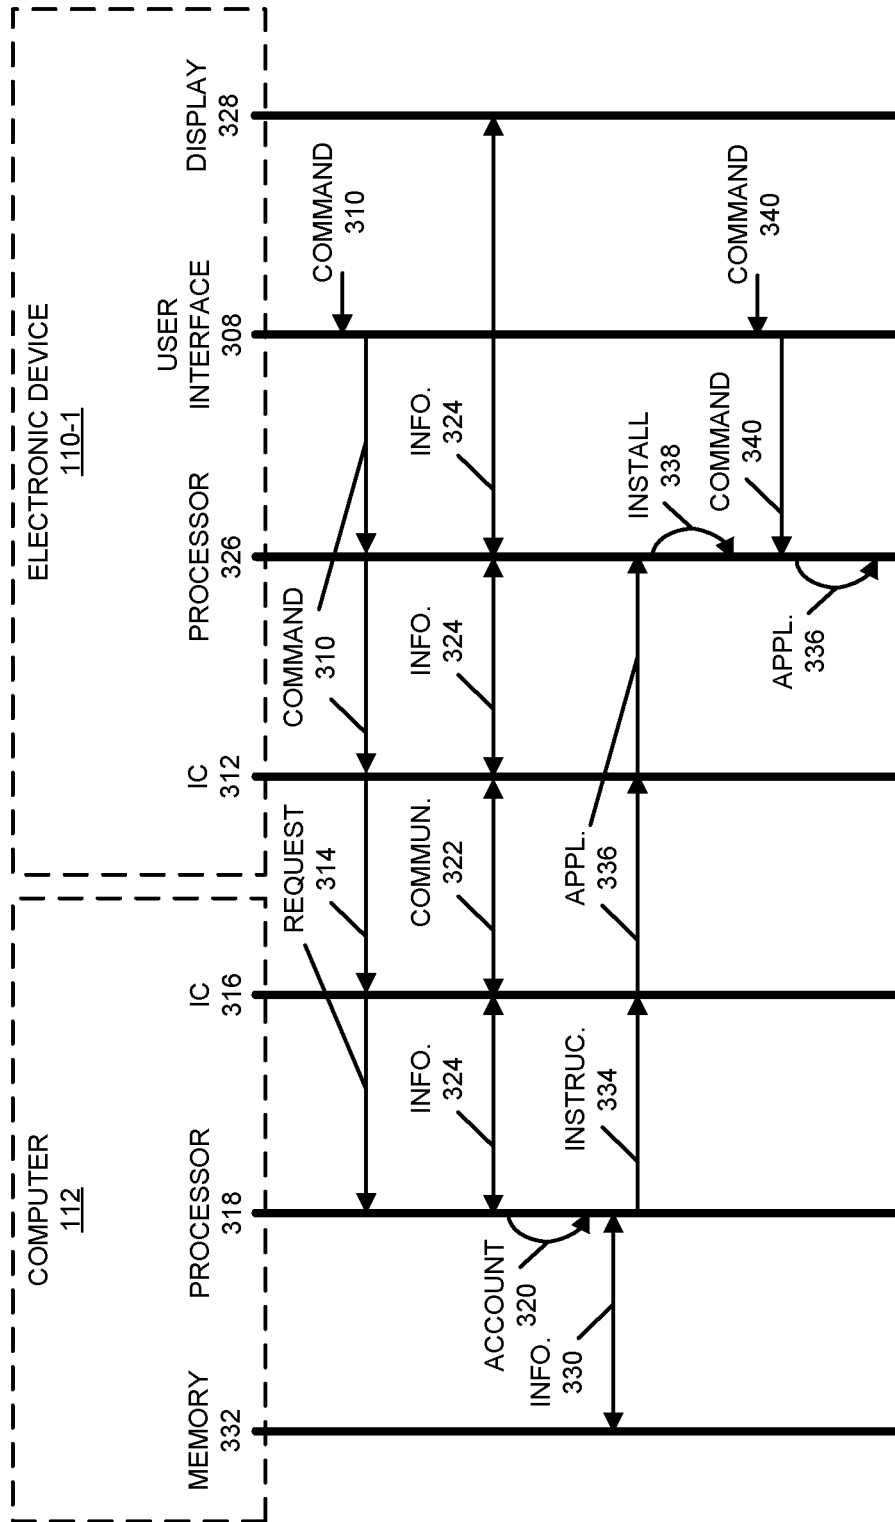 COMPUTER
112
ELECTRONIC DEVICE
110-1
MEMORY
332
PROCESSOR
318
IC
316
IC
312
PROCESSOR
326
USER
INTERFACE
308
DISPLAY
328
COMMAND
310
REQUEST
314
COMMAND
310
INFO.
324
COMMUN.
322
INFO.
324
INFO.
324
ACCOUNT
320
INFO.
330
INSTRUC.
334
APPL.
336
INSTALL
338
COMMAND
340
COMMAND
340
APPL.
336